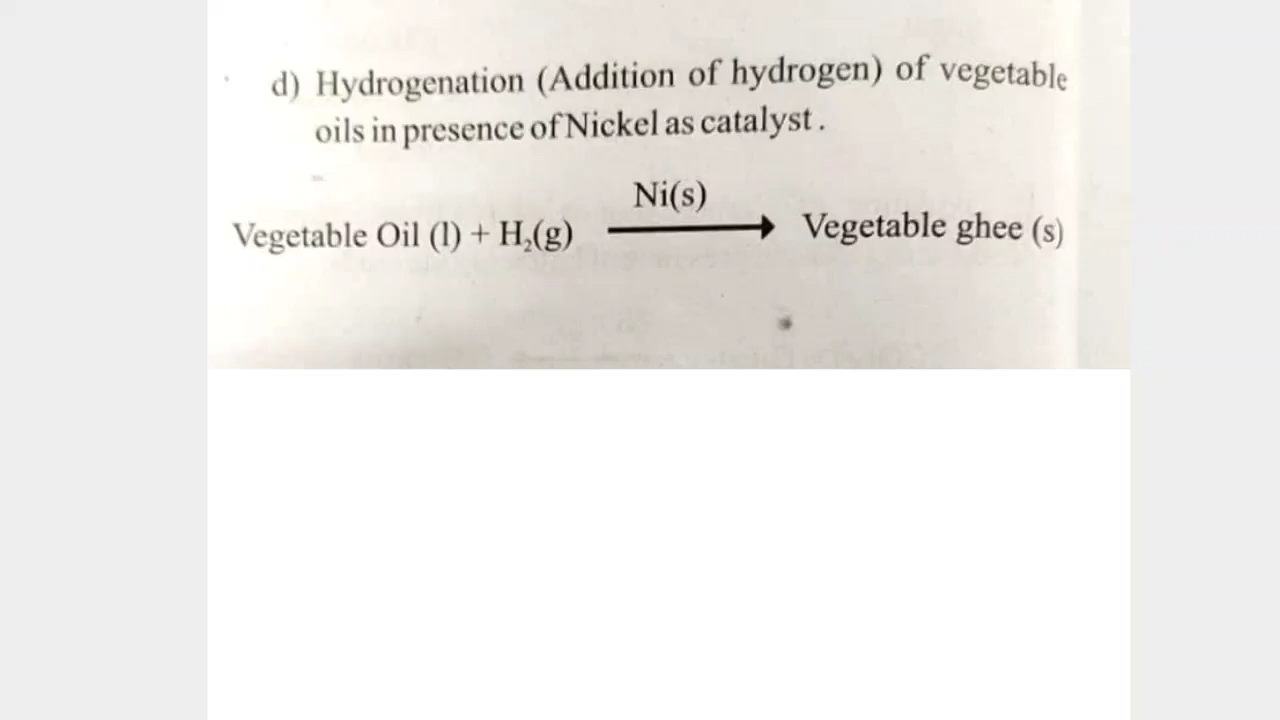 d) Hydrogenation (Addition of hydrogen) of vegetable
oils in presence of Nickel as catalyst .
Ni(s)
Vegetable Oil (l) + H₂(g) ⟶ Vegetable ghee (s)